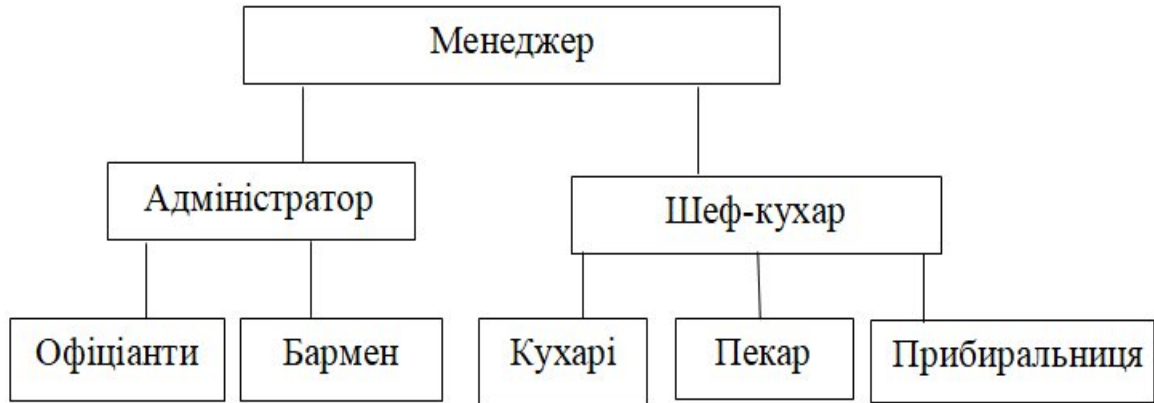 Менеджер
Адміністратор
Шеф-кухар
Офіціанти
Бармен
Кухарі
Пекар
Прибиральниця